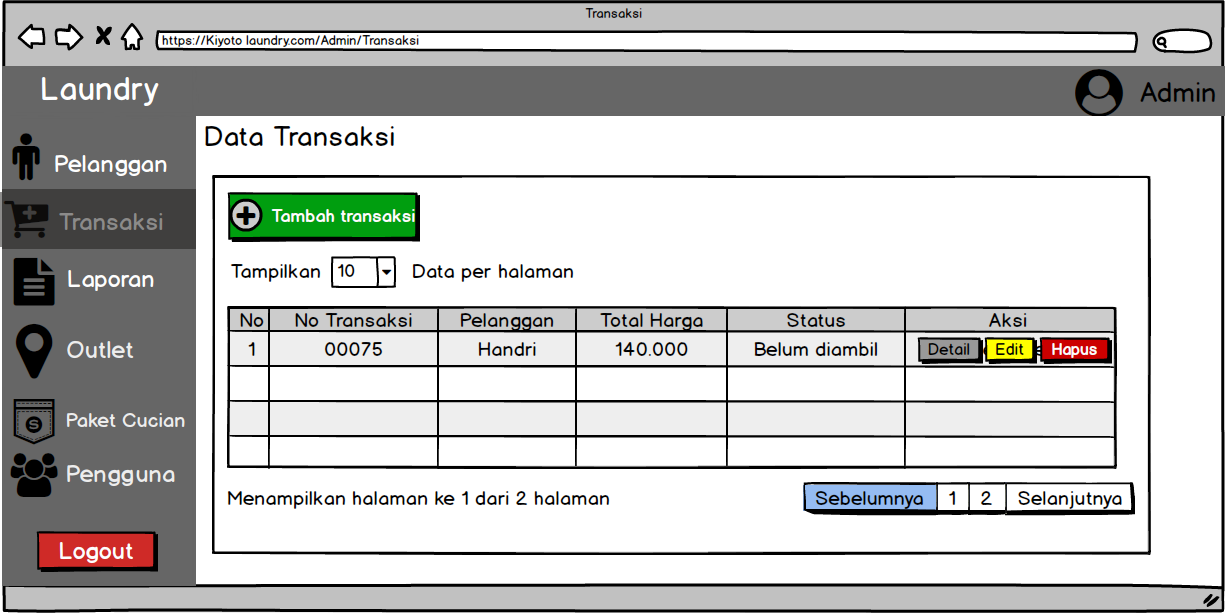 Transaksi
https://Kiyoto laundry.com/Admin/Transaksi
Laundry
Admin
Data Transaksi
Pelanggan
Transaksi
Laporan
Outlet
Paket Cucian
Pengguna
Logout
Tambah transaksi
Tampilkan 10 Data per halaman
No No Transaksi Pelanggan Total Harga Status Aksi
1 00075 Handri 140.000 Belum diambil Detail Edit Hapus
Menampilkan halaman ke 1 dari 2 halaman
Sebelumnya 1 2 Selanjutnya